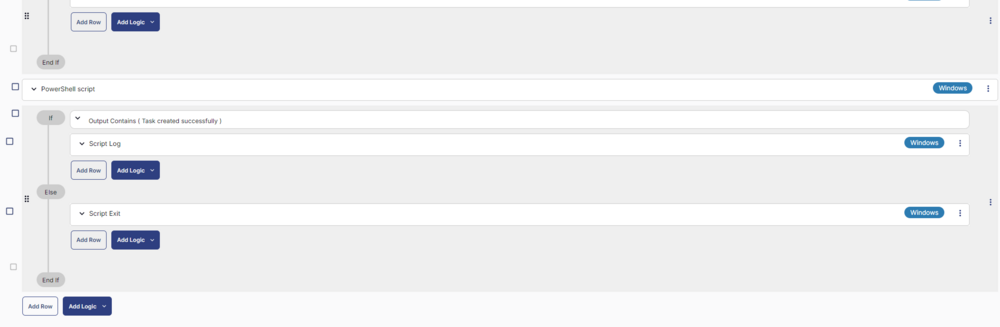 Add Row Add Logic
End If
PowerShell script Windows
If Output Contains ( Task created successfully )
Script Log Windows
Add Row Add Logic
Else
Script Exit Windows
Add Row Add Logic
End if
Add Row Add Logic